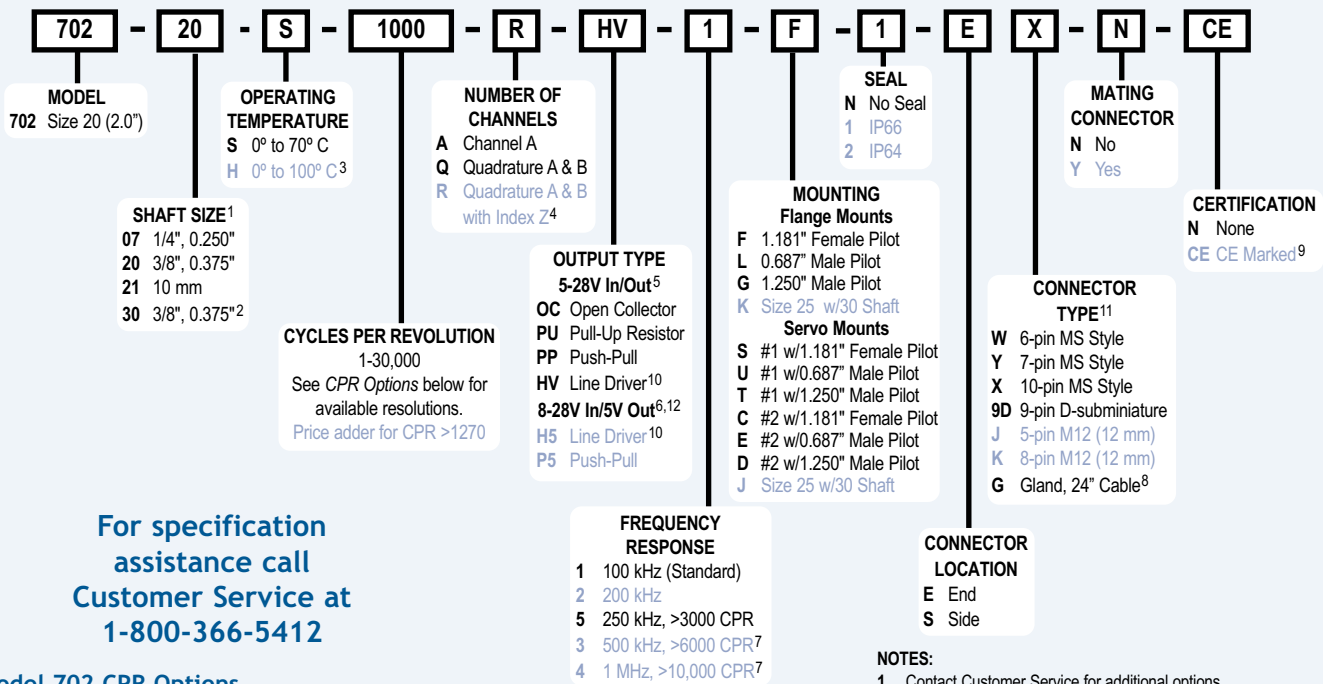 702 - 20 - S - 1000 - R - HV - 1 - F - 1 - E X - N - CE
MODEL
702 Size 20 (2.0")
SHAFT SIZE1
07 1/4", 0.250"
20 3/8", 0.375"
21 10 mm
30 3/8", 0.375"2
OPERATING
TEMPERATURE
S 0º to 70º C
H 0º to 100º C3
CYCLES PER REVOLUTION
1-30,000
See CPR Options below for
available resolutions.
Price adder for CPR >1270
NUMBER OF
CHANNELS
A Channel A
Q Quadrature A & B
R Quadrature A & B
with Index Z4
OUTPUT TYPE
5-28V In/Out5
OC Open Collector
PU Pull-Up Resistor
PP Push-Pull
HV Line Driver10
8-28V In/5V Out6,12
H5 Line Driver10
P5 Push-Pull
FREQUENCY
RESPONSE
1 100 kHz (Standard)
2 200 kHz
5 250 kHz, >3000 CPR
3 500 kHz, >6000 CPR7
4 1 MHz, >10,000 CPR7
MOUNTING
Flange Mounts
F 1.181" Female Pilot
L 0.687" Male Pilot
G 1.250" Male Pilot
K Size 25 w/30 Shaft
Servo Mounts
S #1 w/1.181" Female Pilot
U #1 w/0.687" Male Pilot
T #1 w/1.250" Male Pilot
C #2 w/1.181" Female Pilot
E #2 w/0.687" Male Pilot
D #2 w/1.250" Male Pilot
J Size 25 w/30 Shaft
SEAL
N No Seal
1 IP66
2 IP64
CONNECTOR
LOCATION
E End
S Side
CONNECTOR
TYPE11
W 6-pin MS Style
Y 7-pin MS Style
X 10-pin MS Style
9D 9-pin D-subminiature
J 5-pin M12 (12 mm)
K 8-pin M12 (12 mm)
G Gland, 24" Cable8
MATING
CONNECTOR
N No
Y Yes
CERTIFICATION
N None
CE CE Marked9
For specification
assistance call
Customer Service at
1-800-366-5412
NOTES:
1 Contact Customer Service for additional options
702 CPR Options